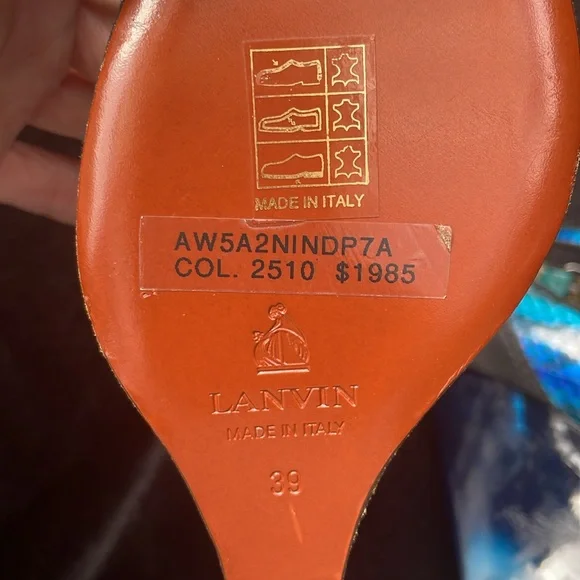 MADE IN ITALY
AW5A2NINDP7A
COL. 2510 $1985
LANVIN
MADE IN ITALY
39